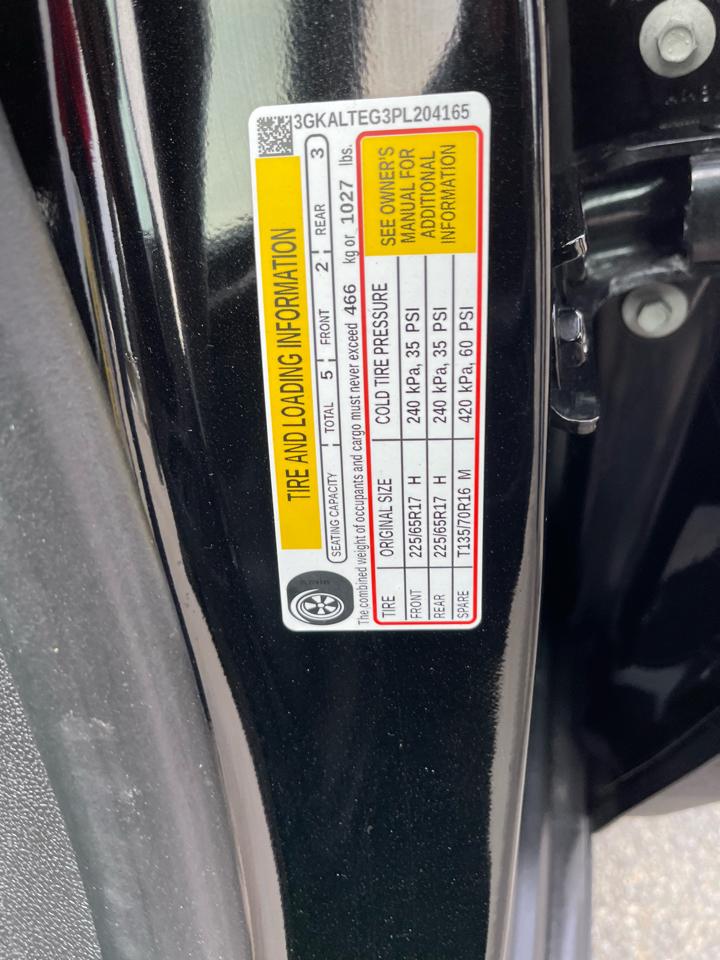 3GKALTEG3PL204165
TIRE AND LOADING INFORMATION
SEATING CAPACITY TOTAL 5 FRONT 2 REAR 3
The combined weight of occupants and cargo must never exceed 466 kg or 1027 lbs.
TIRE ORIGINAL SIZE COLD TIRE PRESSURE
FRONT 225/65R17 H 240 kPa, 35 PSI
REAR 225/65R17 H 240 kPa, 35 PSI
SPARE T135/70R16 M 420 kPa, 60 PSI
SEE OWNER'S
MANUAL FOR
ADDITIONAL
INFORMATION